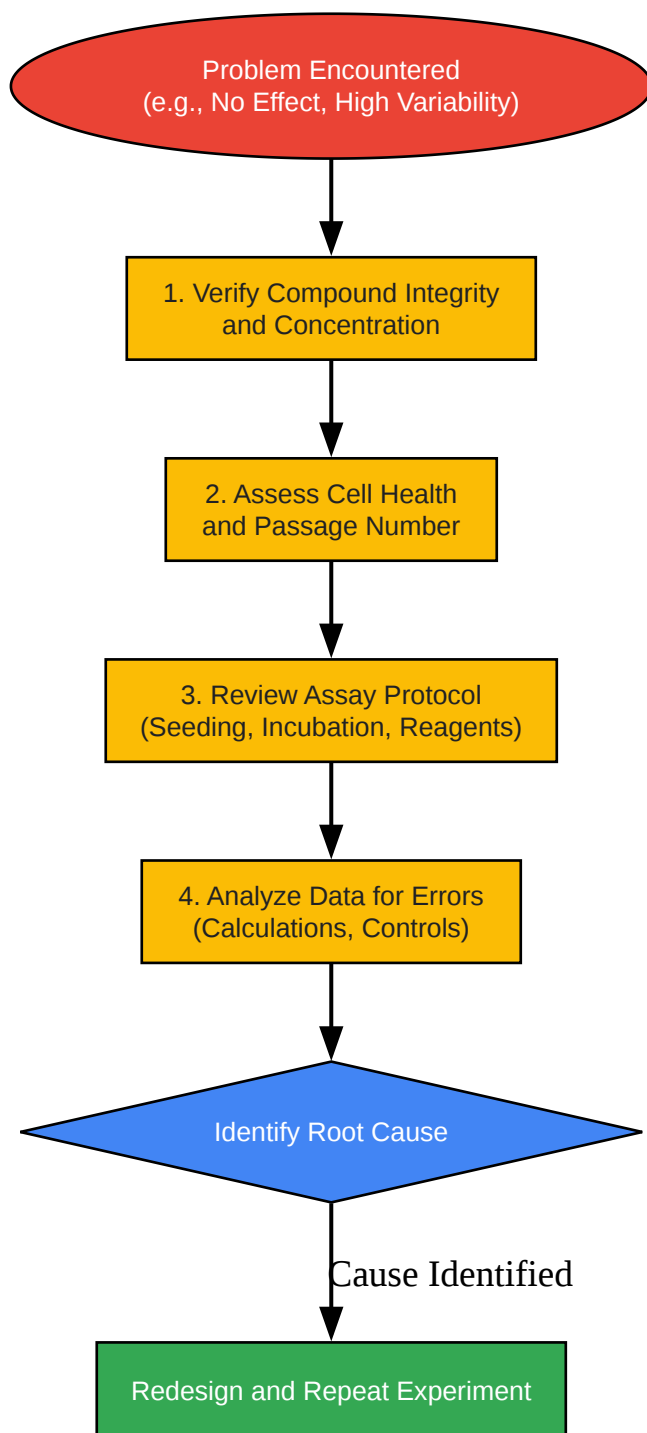 Problem Encountered
(e.g., No Effect, High Variability)
1. Verify Compound Integrity
and Concentration
2. Assess Cell Health
and Passage Number
3. Review Assay Protocol
(Seeding, Incubation, Reagents)
4. Analyze Data for Errors
(Calculations, Controls)
Identify Root Cause
Cause Identified
Redesign and Repeat Experiment